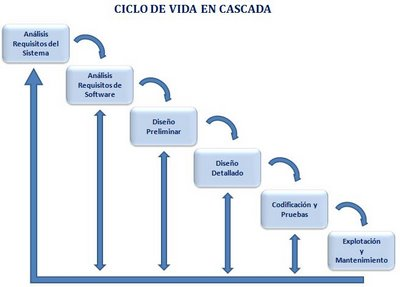 CICLO DE VIDA EN CASCADA
Análisis
Requisitos del
Sistema
Análisis
Requisitos de
Software
Diseño
Preliminar
Diseño
Detallado
Codificación y
Pruebas
Explotación
y
Mantenimiento